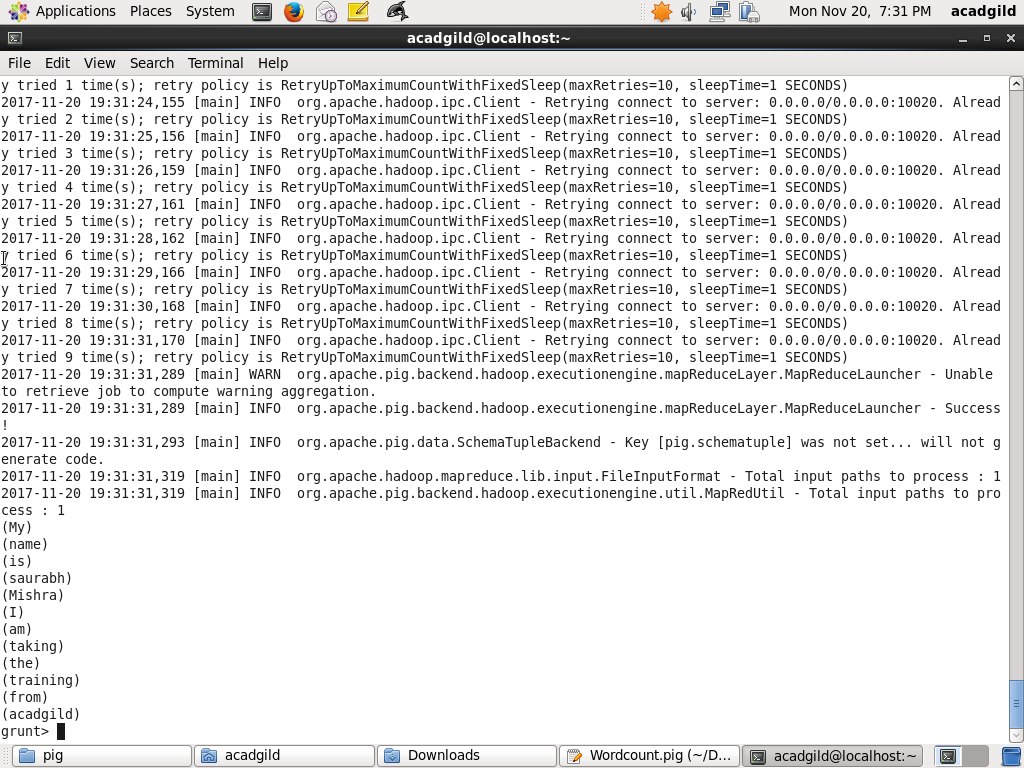 Applications Places System Mon Nov 20, 7:31 PM acadgild
acadgild@localhost:~
File Edit View Search Terminal Help
y tried 1 time(s); retry policy is RetryUpToMaximumCountWithFixedSleep(maxRetries=10, sleepTime=1 SECONDS)
2017-11-20 19:31:24,155 [main] INFO  org.apache.hadoop.ipc.Client - Retrying connect to server: 0.0.0.0/0.0.0.0:10020. Alread
y tried 2 time(s); retry policy is RetryUpToMaximumCountWithFixedSleep(maxRetries=10, sleepTime=1 SECONDS)
2017-11-20 19:31:25,156 [main] INFO  org.apache.hadoop.ipc.Client - Retrying connect to server: 0.0.0.0/0.0.0.0:10020. Alread
y tried 3 time(s); retry policy is RetryUpToMaximumCountWithFixedSleep(maxRetries=10, sleepTime=1 SECONDS)
2017-11-20 19:31:26,159 [main] INFO  org.apache.hadoop.ipc.Client - Retrying connect to server: 0.0.0.0/0.0.0.0:10020. Alread
y tried 4 time(s); retry policy is RetryUpToMaximumCountWithFixedSleep(maxRetries=10, sleepTime=1 SECONDS)
2017-11-20 19:31:27,161 [main] INFO  org.apache.hadoop.ipc.Client - Retrying connect to server: 0.0.0.0/0.0.0.0:10020. Alread
y tried 5 time(s); retry policy is RetryUpToMaximumCountWithFixedSleep(maxRetries=10, sleepTime=1 SECONDS)
2017-11-20 19:31:28,162 [main] INFO  org.apache.hadoop.ipc.Client - Retrying connect to server: 0.0.0.0/0.0.0.0:10020. Alread
y tried 6 time(s); retry policy is RetryUpToMaximumCountWithFixedSleep(maxRetries=10, sleepTime=1 SECONDS)
2017-11-20 19:31:29,166 [main] INFO  org.apache.hadoop.ipc.Client - Retrying connect to server: 0.0.0.0/0.0.0.0:10020. Alread
y tried 7 time(s); retry policy is RetryUpToMaximumCountWithFixedSleep(maxRetries=10, sleepTime=1 SECONDS)
2017-11-20 19:31:30,168 [main] INFO  org.apache.hadoop.ipc.Client - Retrying connect to server: 0.0.0.0/0.0.0.0:10020. Alread
y tried 8 time(s); retry policy is RetryUpToMaximumCountWithFixedSleep(maxRetries=10, sleepTime=1 SECONDS)
2017-11-20 19:31:31,170 [main] INFO  org.apache.hadoop.ipc.Client - Retrying connect to server: 0.0.0.0/0.0.0.0:10020. Alread
y tried 9 time(s); retry policy is RetryUpToMaximumCountWithFixedSleep(maxRetries=10, sleepTime=1 SECONDS)
2017-11-20 19:31:31,289 [main] WARN  org.apache.pig.backend.hadoop.executionengine.mapReduceLayer.MapReduceLauncher - Unable
to retrieve job to compute warning aggregation.
2017-11-20 19:31:31,289 [main] INFO  org.apache.pig.backend.hadoop.executionengine.mapReduceLayer.MapReduceLauncher - Success
!
2017-11-20 19:31:31,293 [main] INFO  org.apache.pig.data.SchemaTupleBackend - Key [pig.schematuple] was not set... will not g
enerate code.
2017-11-20 19:31:31,319 [main] INFO  org.apache.hadoop.mapreduce.lib.input.FileInputFormat - Total input paths to process : 1
2017-11-20 19:31:31,319 [main] INFO  org.apache.pig.backend.hadoop.executionengine.util.MapRedUtil - Total input paths to pro
cess : 1
(My)
(name)
(is)
(saurabh)
(Mishra)
(I)
(am)
(taking)
(the)
(training)
(from)
(acadgild)
grunt>
pig acadgild Downloads Wordcount.pig (~/D... acadgild@localhost:~